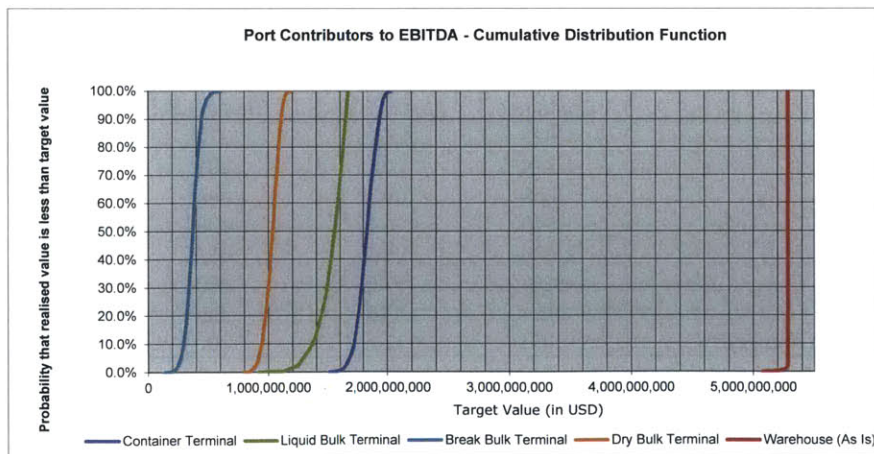 Port Contributors to EBITDA - Cumulative Distribution Function
Probability that realised value is less than target value
100.0%
90.0%
80.0%
70.0%
60.0%
50.0%
40.0%
30.0%
20.0%
10.0%
0.0%
0 1,000,000,000 2,000,000,000 3,000,000,000 4,000,000,000 5,000,000,000
Target Value (in USD)
Container Terminal Liquid Bulk Terminal Break Bulk Terminal Dry Bulk Terminal Warehouse (As Is)